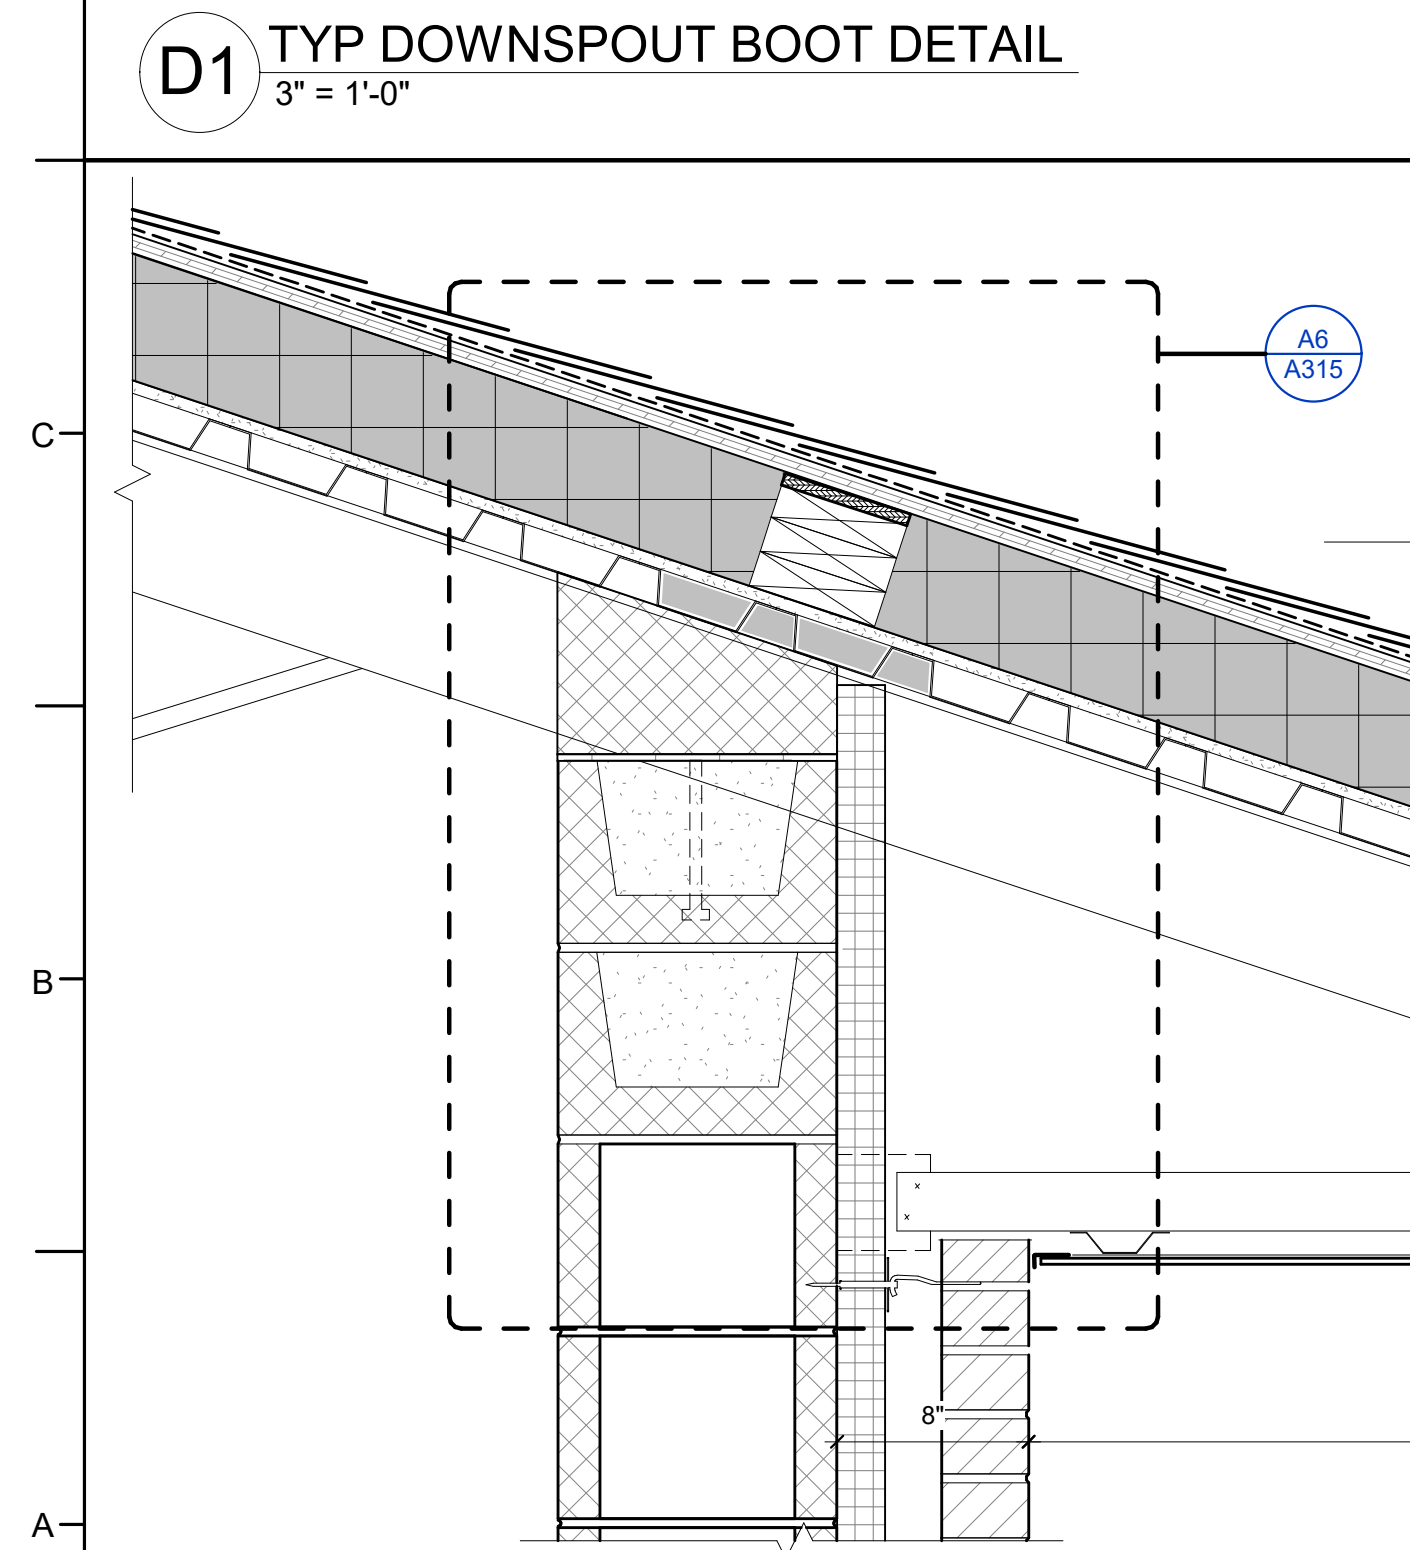 D1
TYP DOWNSPOUT BOOT DETAIL
3" = 1'-0"
A6
A315
C
B
8"
A